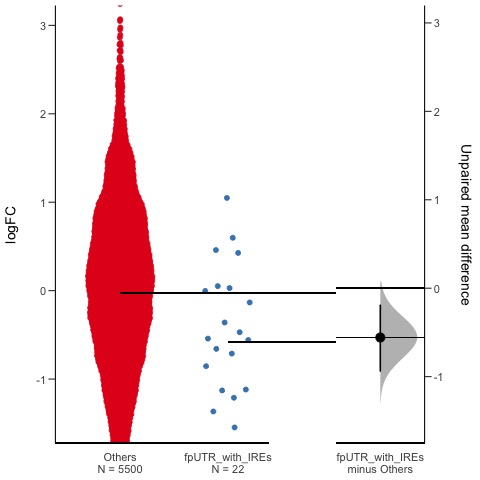 3
2
1
0
-1
logFC
3
2
1
0
-1
Unpaired mean difference
Others
N = 5500
fpUTR_with_IREs
N = 22
fpUTR_with_IREs
minus Others